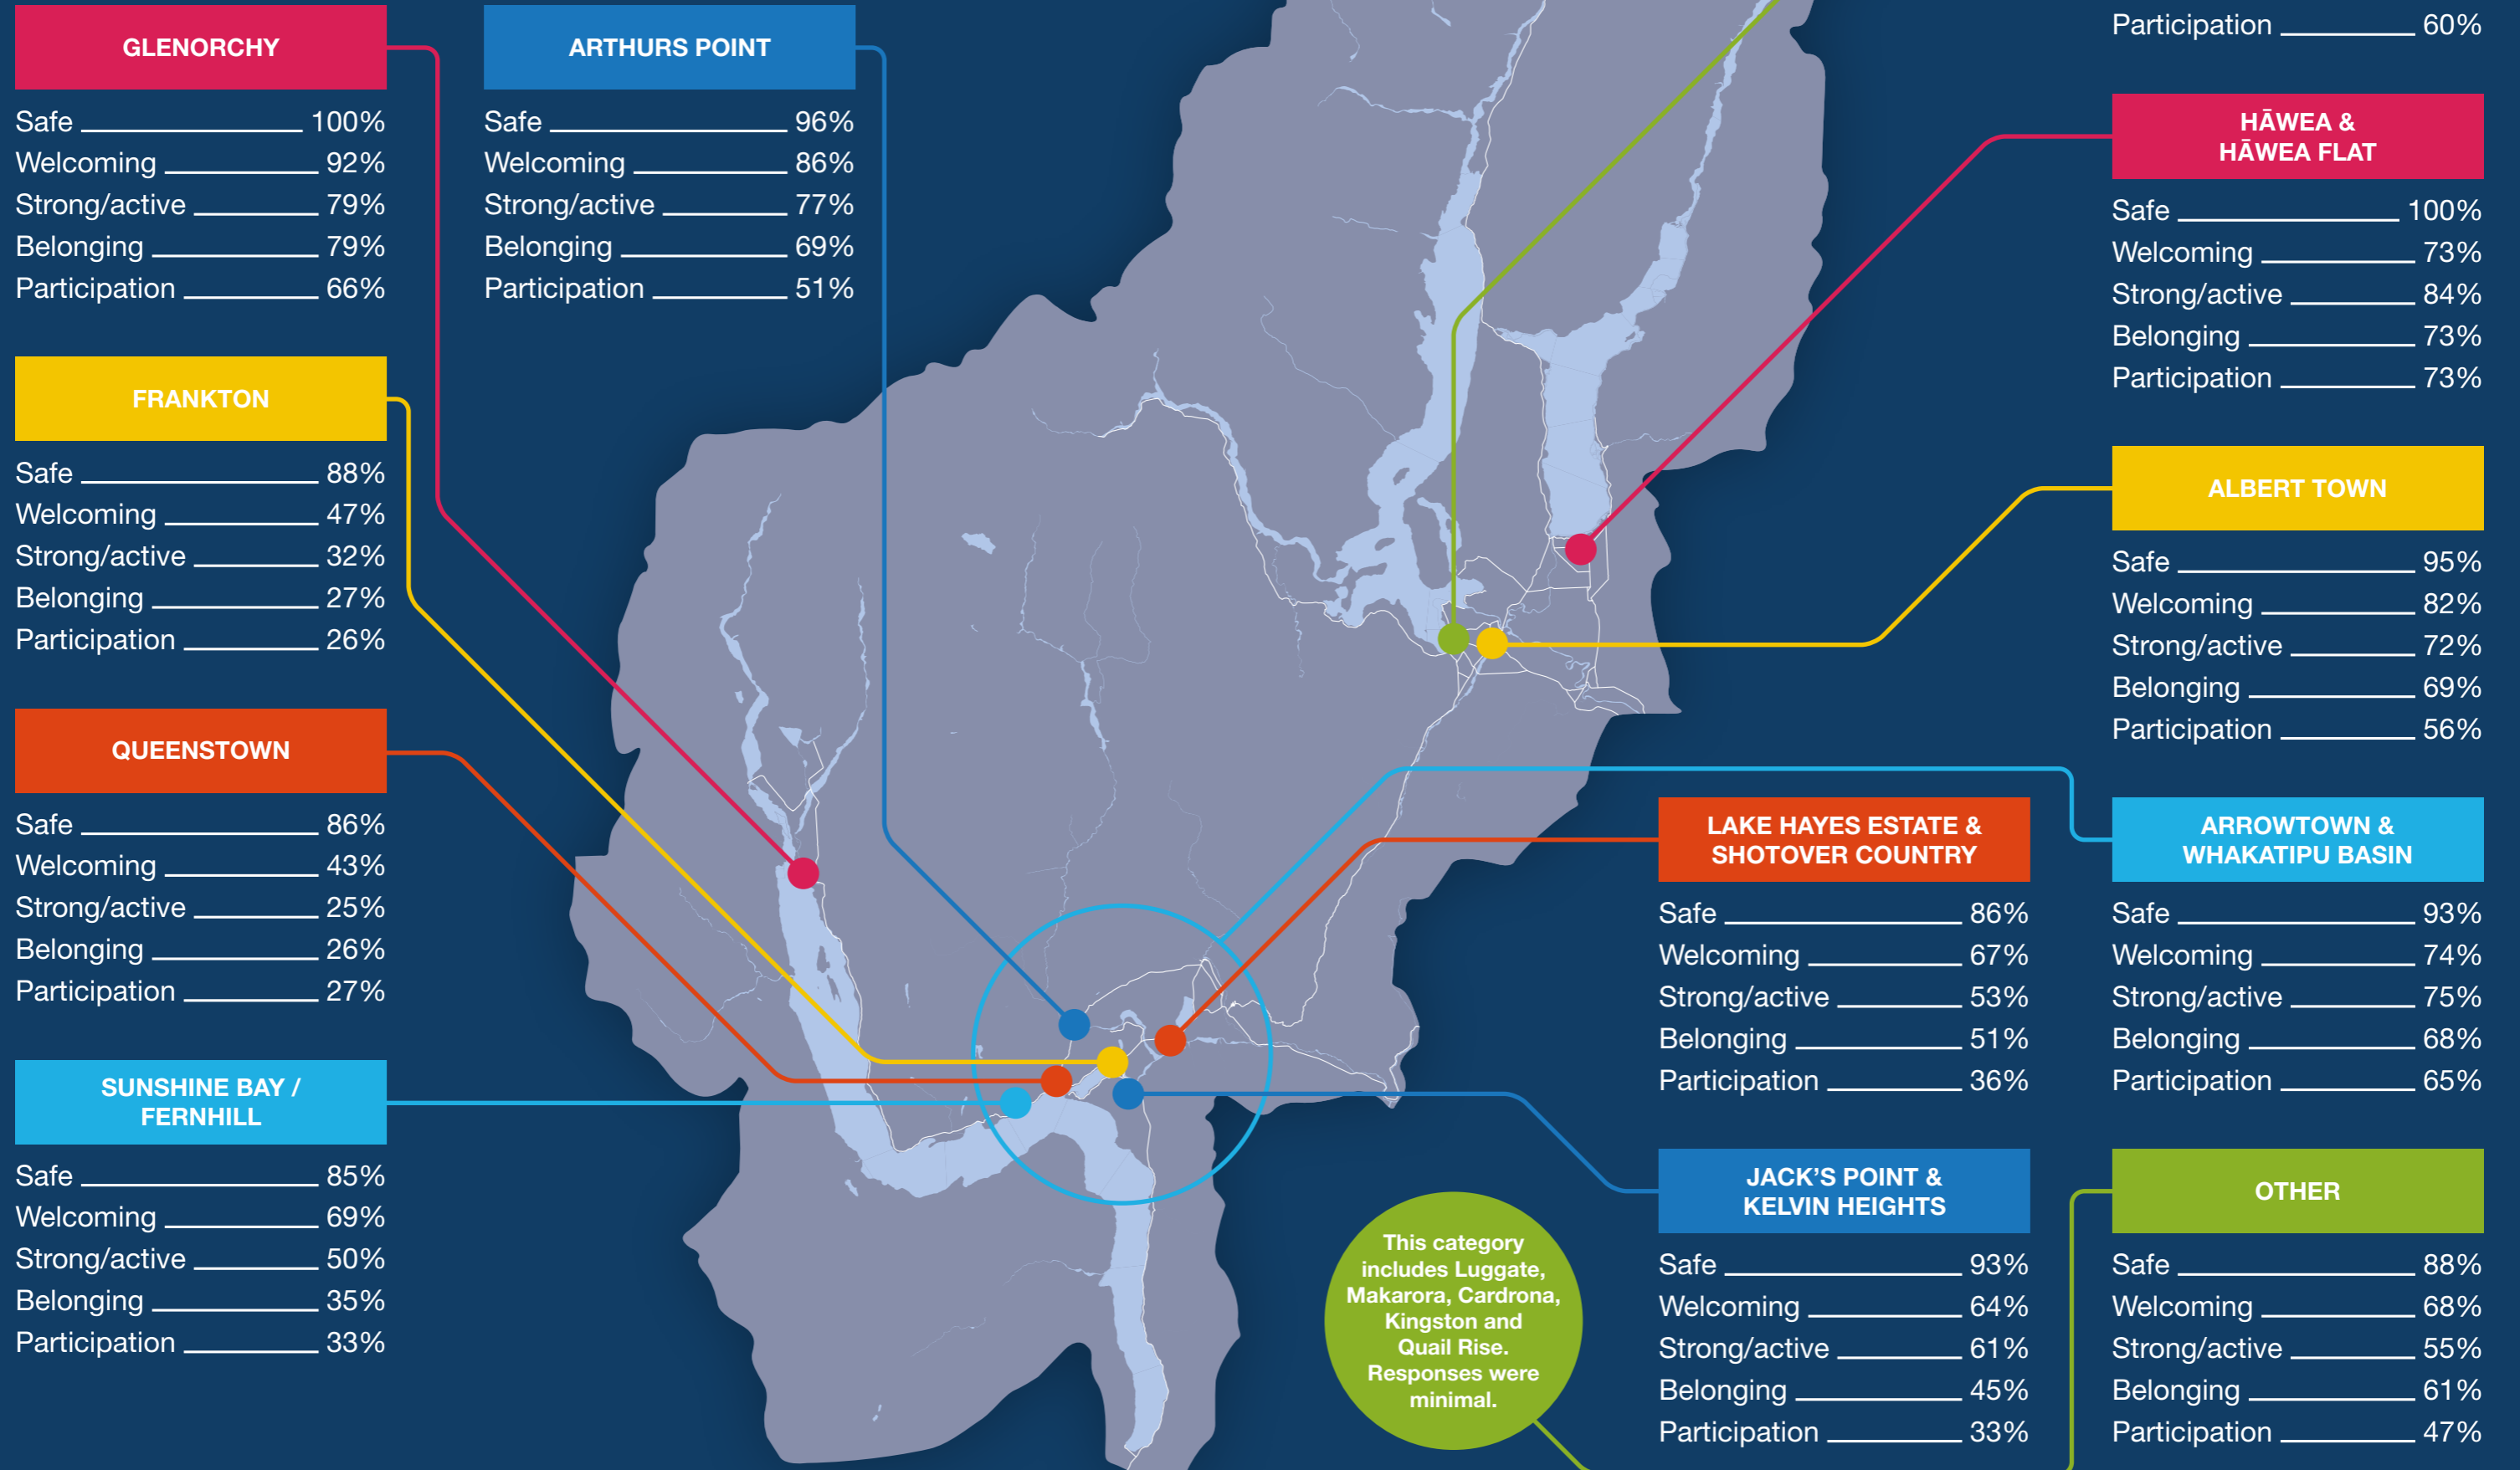 GLENORCHY
Safe 100%
Welcoming 92%
Strong/active 79%
Belonging 79%
Participation 66%
ARTHURS POINT
Safe 96%
Welcoming 86%
Strong/active 77%
Belonging 69%
Participation 51%
FRANKTON
Safe 88%
Welcoming 47%
Strong/active 32%
Belonging 27%
Participation 26%
QUEENSTOWN
Safe 86%
Welcoming 43%
Strong/active 25%
Belonging 26%
Participation 27%
SUNSHINE BAY /
FERNHILL
Safe 85%
Welcoming 69%
Strong/active 50%
Belonging 35%
Participation 33%
Participation 60%
HĀWEA &
HĀWEA FLAT
Safe 100%
Welcoming 73%
Strong/active 84%
Belonging 73%
Participation 73%
ALBERT TOWN
Safe 95%
Welcoming 82%
Strong/active 72%
Belonging 69%
Participation 56%
LAKE HAYES ESTATE &
SHOTOVER COUNTRY
Safe 86%
Welcoming 67%
Strong/active 53%
Belonging 51%
Participation 36%
ARROWTOWN &
WHAKATIPU BASIN
Safe 93%
Welcoming 74%
Strong/active 75%
Belonging 68%
Participation 65%
JACK'S POINT &
KELVIN HEIGHTS
Safe 93%
Welcoming 64%
Strong/active 61%
Belonging 45%
Participation 33%
OTHER
Safe 88%
Welcoming 68%
Strong/active 55%
Belonging 61%
Participation 47%
This category
includes Luggate,
Makarora, Cardrona,
Kingston and
Quail Rise.
Responses were
minimal.